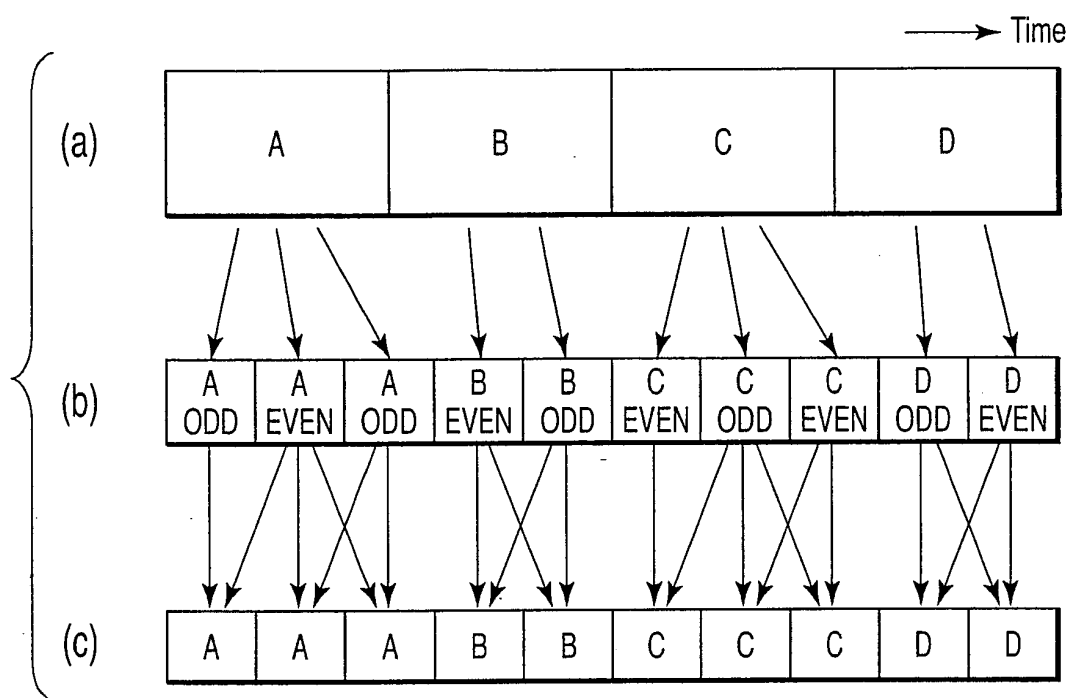 Time
(a)
A B C D
(b)
A A A B B C C C D D
ODD EVEN ODD EVEN ODD EVEN ODD EVEN ODD EVEN
(c)
A A A B B C C C D D